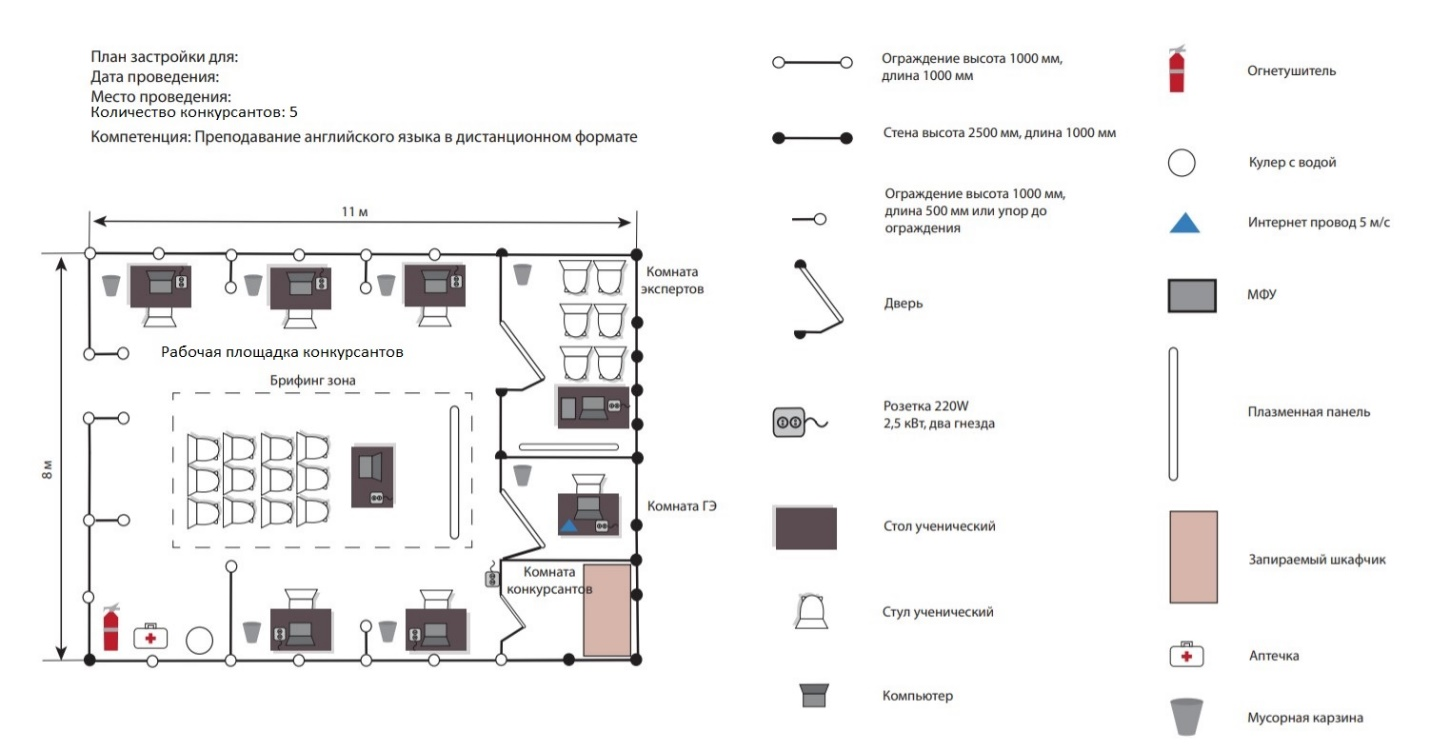 План застройки для:
Дата проведения:
Место проведения:
Количество конкурсантов: 5
Компетенция: Преподавание английского языка в дистанционном формате
11 м
8 м
Комната
экспертов
Рабочая площадка конкурсантов
Брифинг зона
Комната ГЭ
Комната
конкурсантов
Ограждение высота 1000 мм,
длина 1000 мм
Стена высота 2500 мм, длина 1000 мм
Ограждение высота 1000 мм,
длина 500 мм или упор до
ограждения
Дверь
Розетка 220W
2,5 кВт, два гнезда
Стол ученический
Стул ученический
Компьютер
Огнетушитель
Кулер с водой
Интернет провод 5 м/с
МФУ
Плазменная панель
Запираемый шкафчик
Аптечка
Мусорная карзина